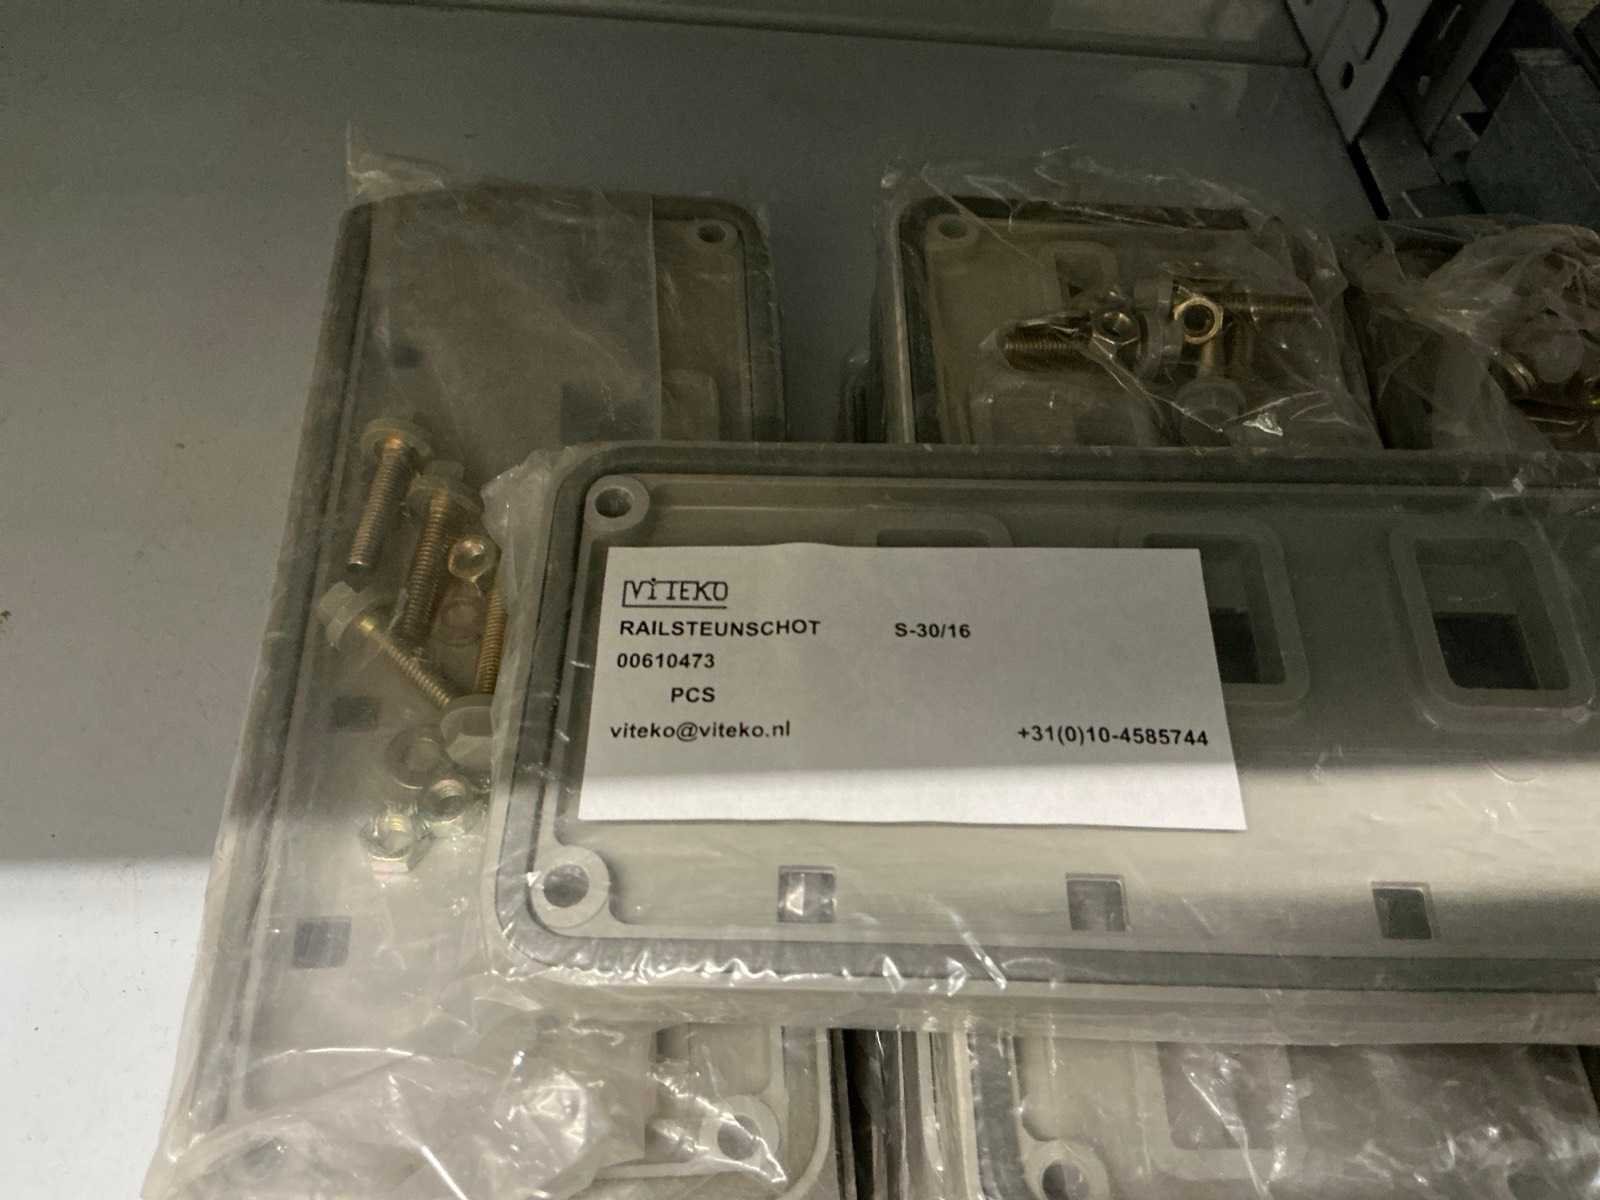 VITEKO
RAILSTEUNSCHOT S-30/16
00610473
PCS
viteko@viteko.nl +31(0)10-4585744